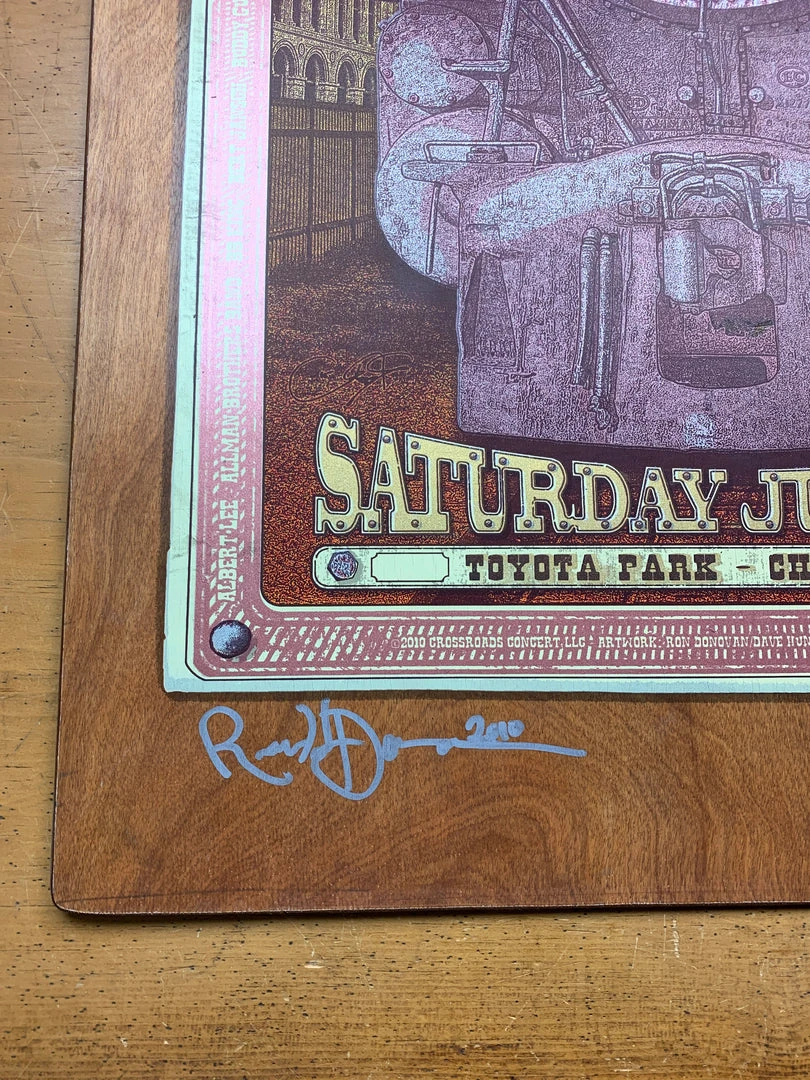 ALBERT LEE ALLMAN BROTHERS BAND
SATURDAY JU
TOYOTA PARK - CH
©2010 CROSSROADS CONCERT, LLC - ARTWORK: RON DONOVAN/DAVE HUN
2010